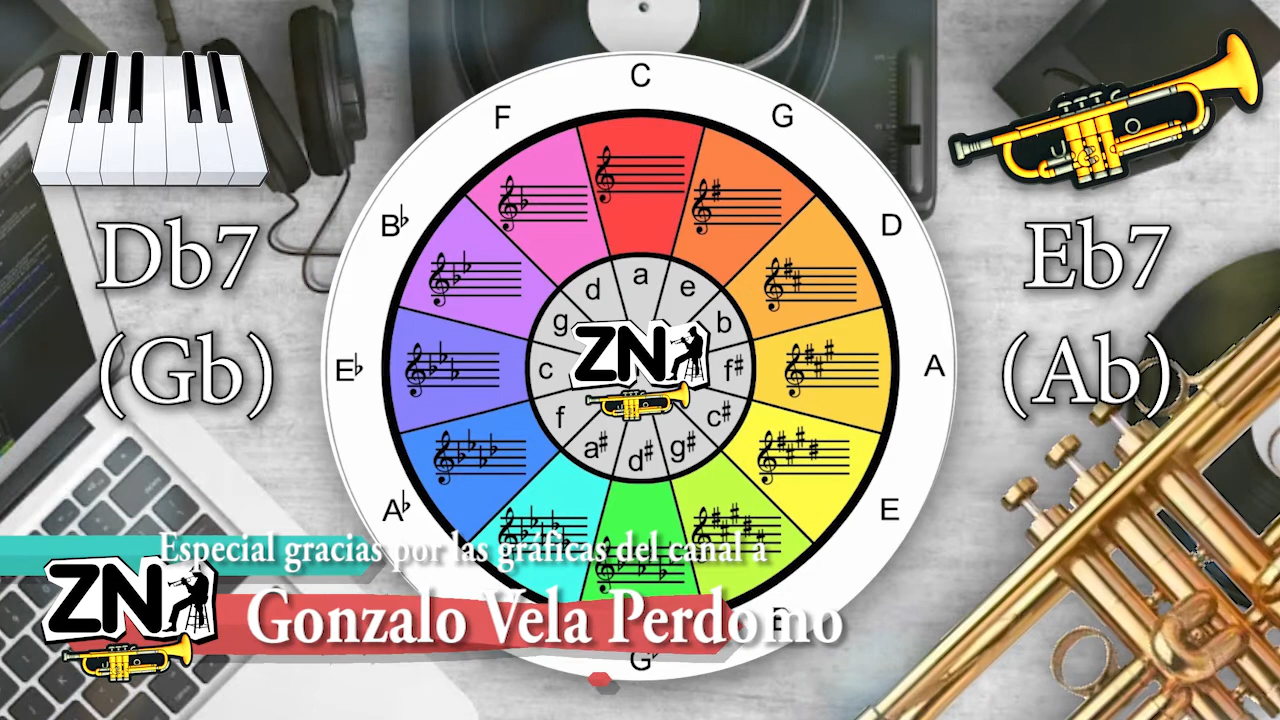 C
F
G
B♭
D
Db7
Eb7
(Gb)
(Ab)
E♭
A
A♭
E
B
G♭
a
d
e
g
b
c
f#
f
c#
a#
g#
d#
ZN
Especial gracias por las gráficas del canal a
ZN
Gonzalo Vela Perdomo